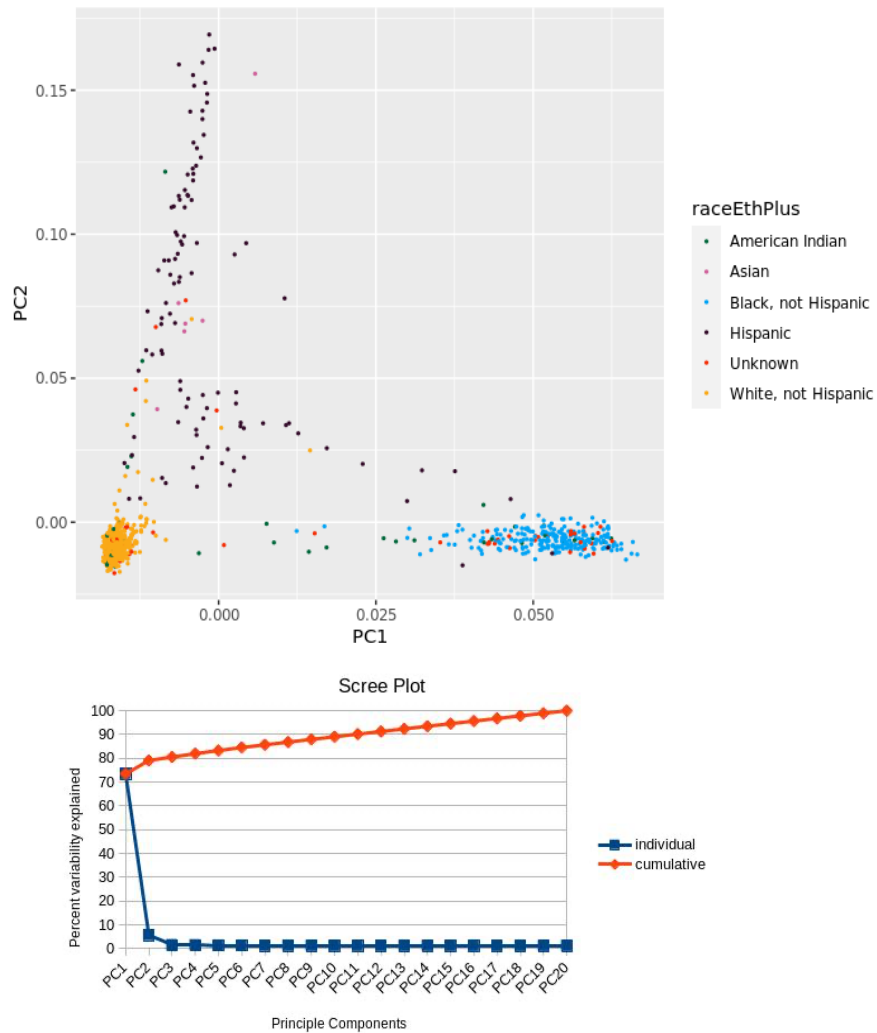 0.15
0.10
0.05
0.00
PC2
0.000
0.025
0.050
PC1
raceEthPlus
American Indian
Asian
Black, not Hispanic
Hispanic
Unknown
White, not Hispanic
Scree Plot
Percent variability explained
100
90
80
70
60
50
40
30
20
10
0
PC1
PC2
PC3
PC4
PC5
PC6
PC7
PC8
PC9
PC10
PC11
PC12
PC13
PC14
PC15
PC16
PC17
PC18
PC19
PC20
Principle Components
individual
cumulative